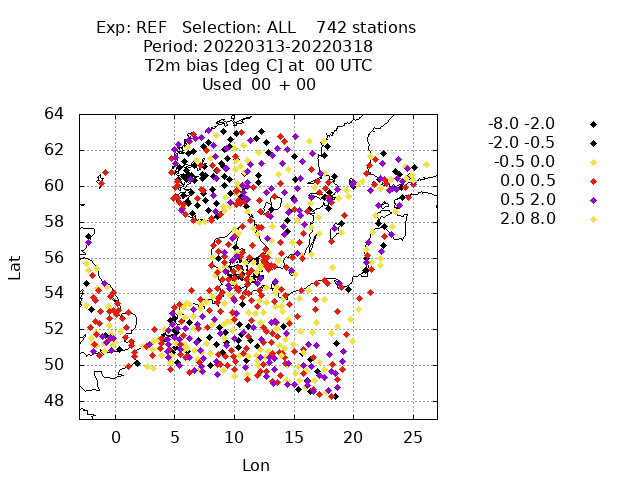 Exp: REF Selection: ALL 742 stations
Period: 20220313-20220318
T2m bias [deg C] at 00 UTC
Used 00 + 00
64
62
60
58
56
54
52
50
48
Lat
0 5 10 15 20 25
Lon
-8.0 -2.0
-2.0 -0.5
-0.5 0.0
0.0 0.5
0.5 2.0
2.0 8.0